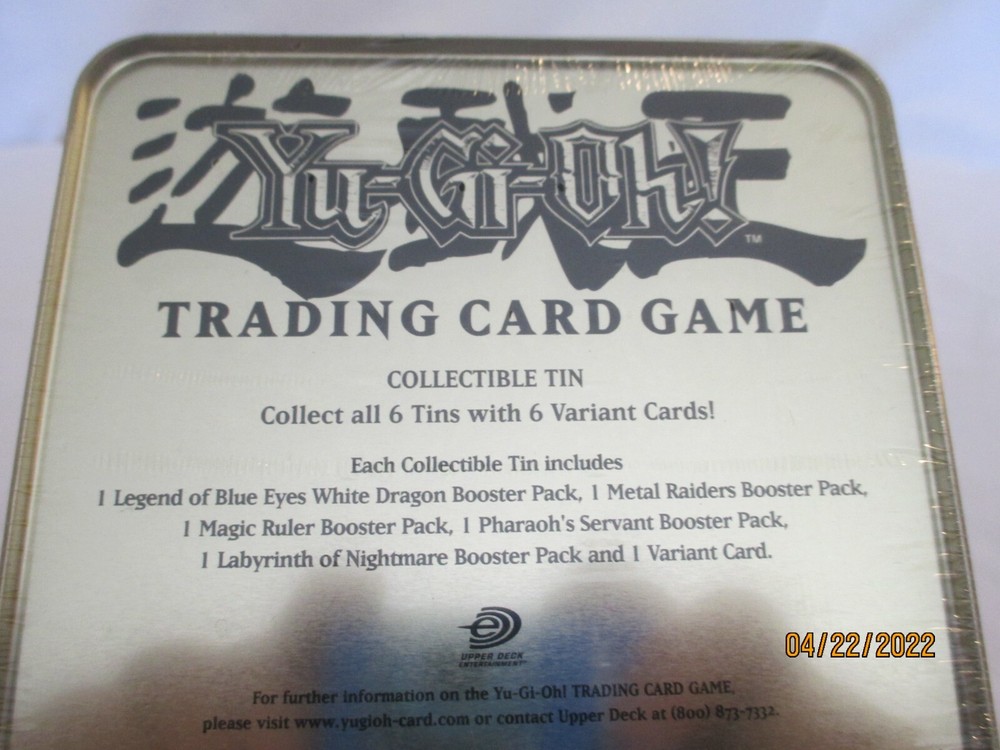 遊戯王
Yu-Gi-Oh!
TM
TRADING CARD GAME
COLLECTIBLE TIN
Collect all 6 Tins with 6 Variant Cards!
Each Collectible Tin includes
1 Legend of Blue Eyes White Dragon Booster Pack, 1 Metal Raiders Booster Pack,
1 Magic Ruler Booster Pack, 1 Pharaoh's Servant Booster Pack,
1 Labyrinth of Nightmare Booster Pack and 1 Variant Card.
e
UPPER DECK
ENTERTAINMENT
04/22/2022
For further information on the Yu-Gi-Oh! TRADING CARD GAME,
please visit www.yugioh-card.com or contact Upper Deck at (800) 873-7332.